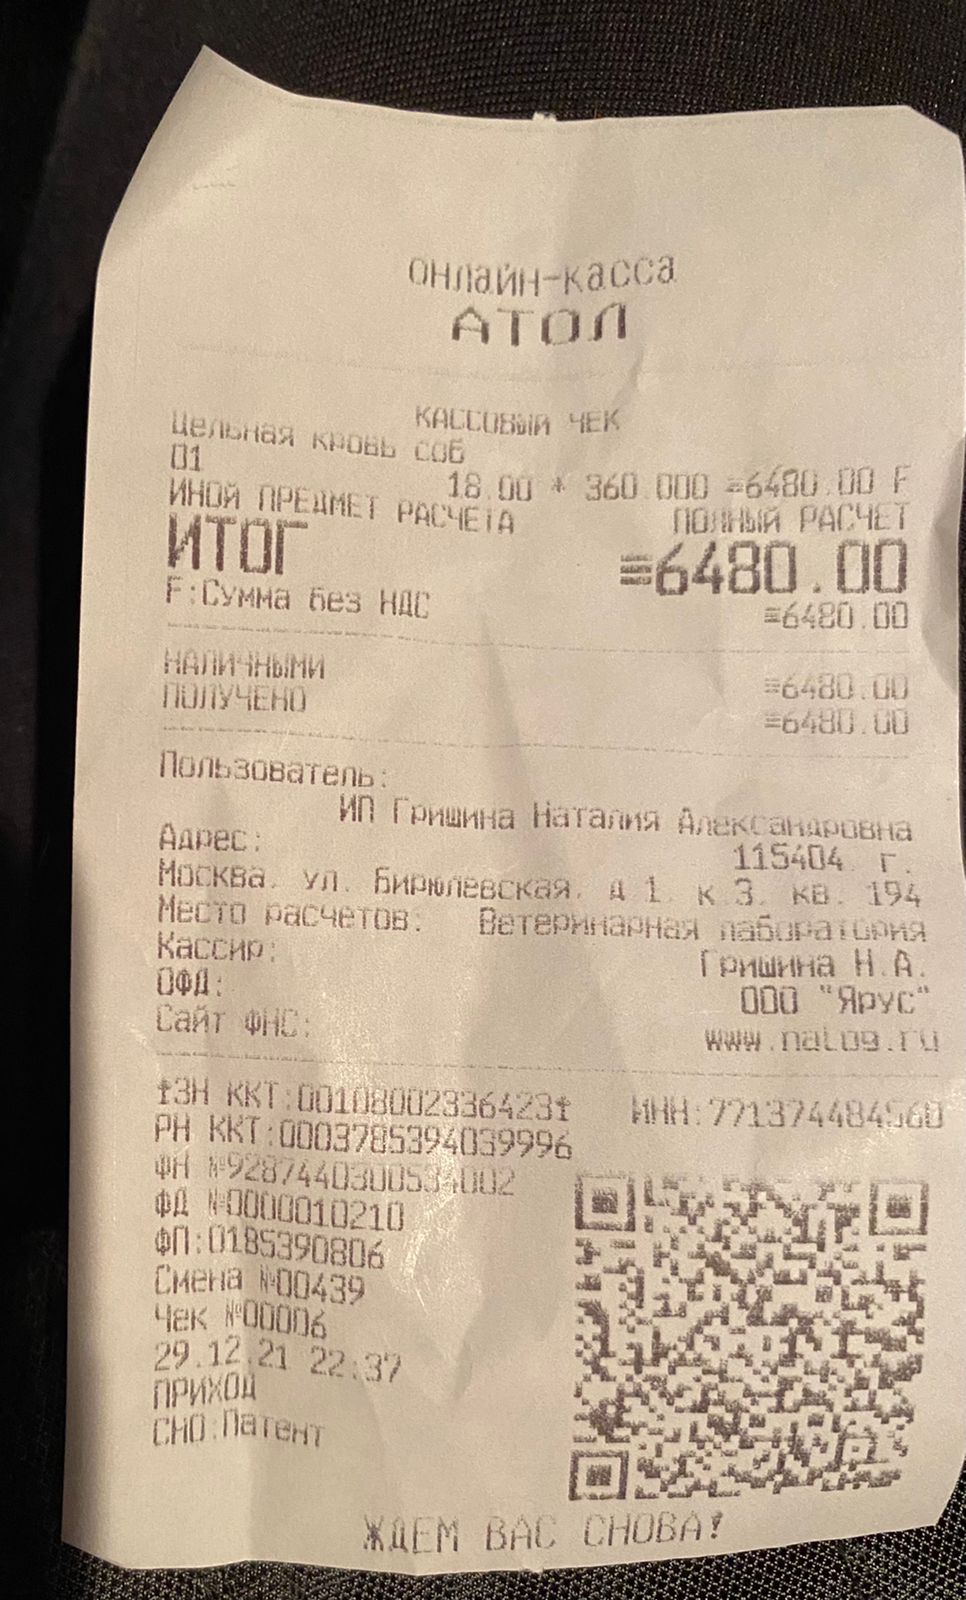 онлайн-касса
АТОЛ
КАССОВЫЙ ЧЕК
Цельная кровь соб
01
18.00 * 360.000 =6480.00 F
ИНОЙ ПРЕДМЕТ РАСЧЕТА ПОЛНЫЙ РАСЧЕТ
ИТОГ =6480.00
F:Сумма без НДС =6480.00
НАЛИЧНЫМИ =6480.00
ПОЛУЧЕНО =6480.00
Пользователь:
ИП Гришина Наталия Александровна
Адрес: 115404, г.
Москва, ул. Бирюлевская, д 1, к 3, кв. 194
Место расчетов: Ветеринарная лаборатория
Кассир: Гришина Н.А.
ОФД: ООО "Ярус"
Сайт ФНС: www.nalog.ru
ЗН ККТ:00108002336423 ИНН:771374484560
РН ККТ:0003785394039996
ФН №9287440300534002
ФД №0000010210
ФП:0185390806
Смена №00439
Чек №00006
29.12.21 22:37
ПРИХОД
СНО:Патент
ЖДЕМ ВАС СНОВА!